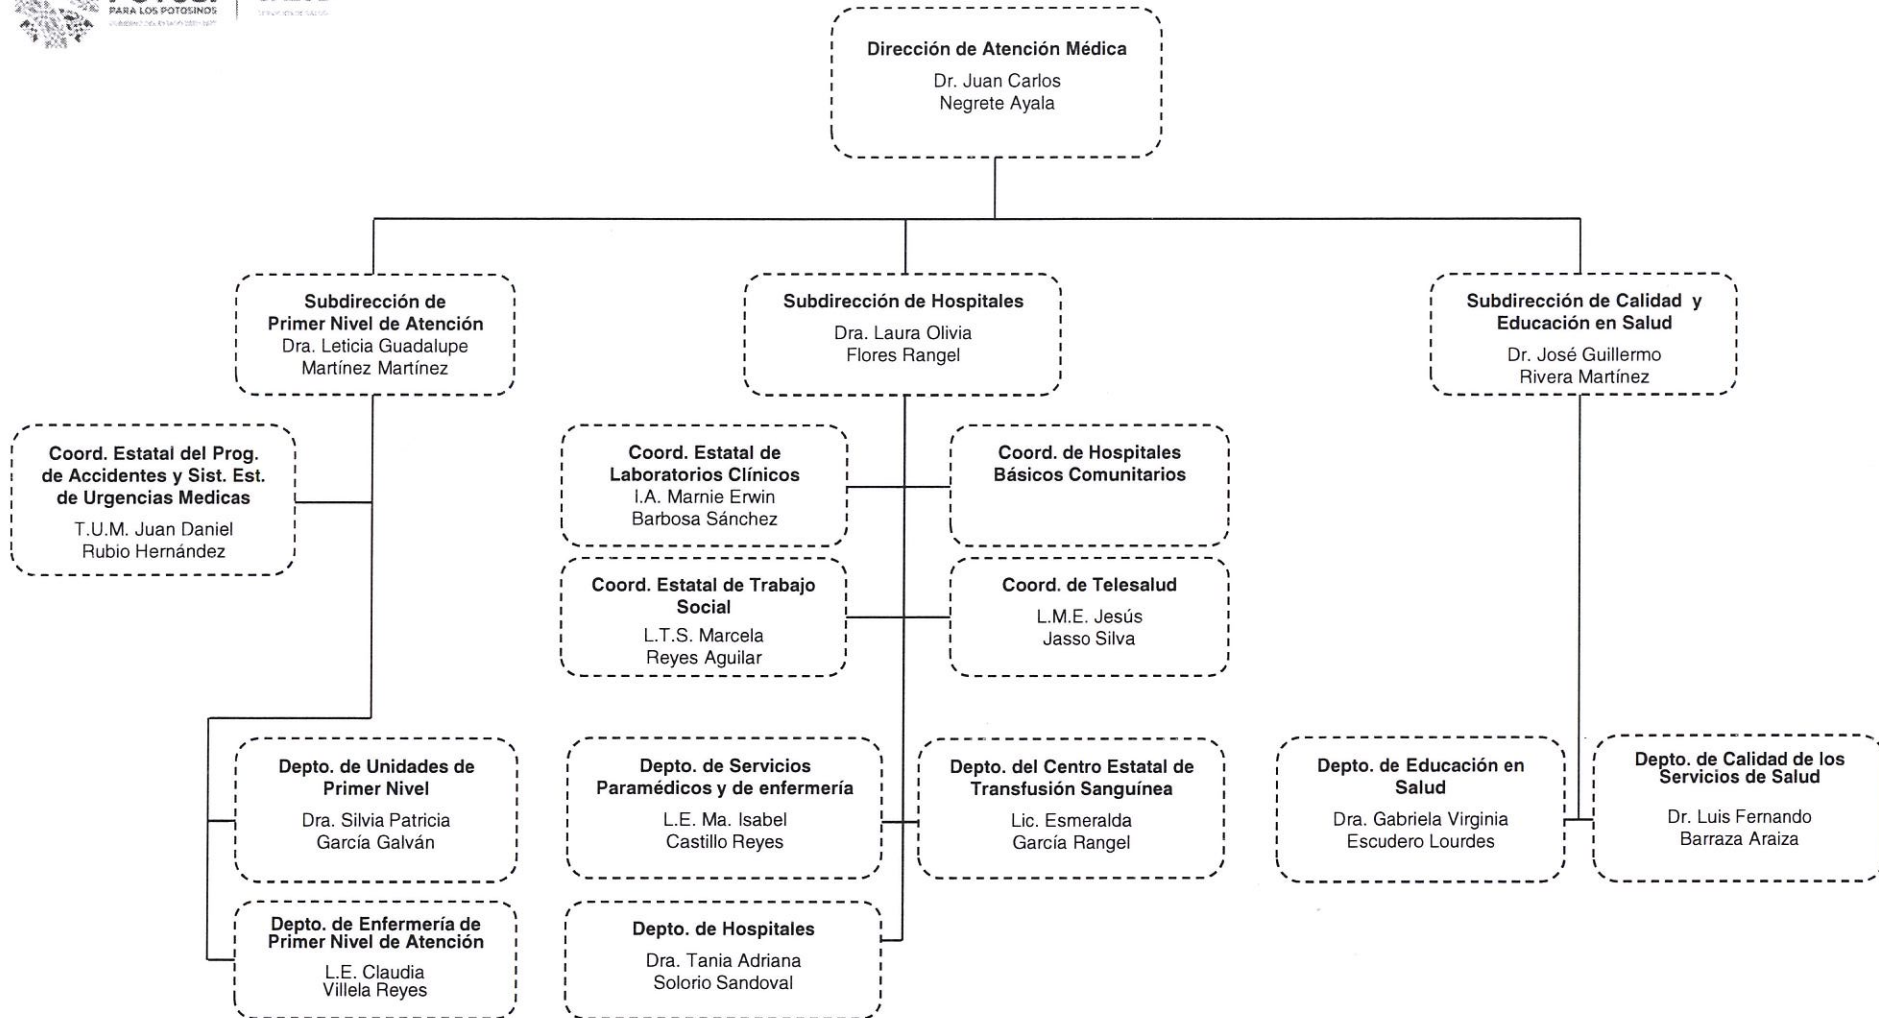 PARA LOS POTOSINOS
Dirección de Atención Médica
Dr. Juan Carlos
Negrete Ayala
Subdirección de
Primer Nivel de Atención
Dra. Leticia Guadalupe
Martínez Martínez
Subdirección de Hospitales
Dra. Laura Olivia
Flores Rangel
Subdirección de Calidad y
Educación en Salud
Dr. José Guillermo
Rivera Martínez
Coord. Estatal del Prog.
de Accidentes y Sist. Est.
de Urgencias Medicas
T.U.M. Juan Daniel
Rubio Hernández
Coord. Estatal de
Laboratorios Clínicos
I.A. Marnie Erwin
Barbosa Sánchez
Coord. de Hospitales
Básicos Comunitarios
Coord. Estatal de Trabajo
Social
L.T.S. Marcela
Reyes Aguilar
Coord. de Telesalud
L.M.E. Jesús
Jasso Silva
Depto. de Unidades de
Primer Nivel
Dra. Silvia Patricia
García Galván
Depto. de Servicios
Paramédicos y de enfermería
L.E. Ma. Isabel
Castillo Reyes
Depto. del Centro Estatal de
Transfusión Sanguínea
Lic. Esmeralda
García Rangel
Depto. de Educación en
Salud
Dra. Gabriela Virginia
Escudero Lourdes
Depto. de Calidad de los
Servicios de Salud
Dr. Luis Fernando
Barraza Araiza
Depto. de Enfermería de
Primer Nivel de Atención
L.E. Claudia
Villela Reyes
Depto. de Hospitales
Dra. Tania Adriana
Solorio Sandoval